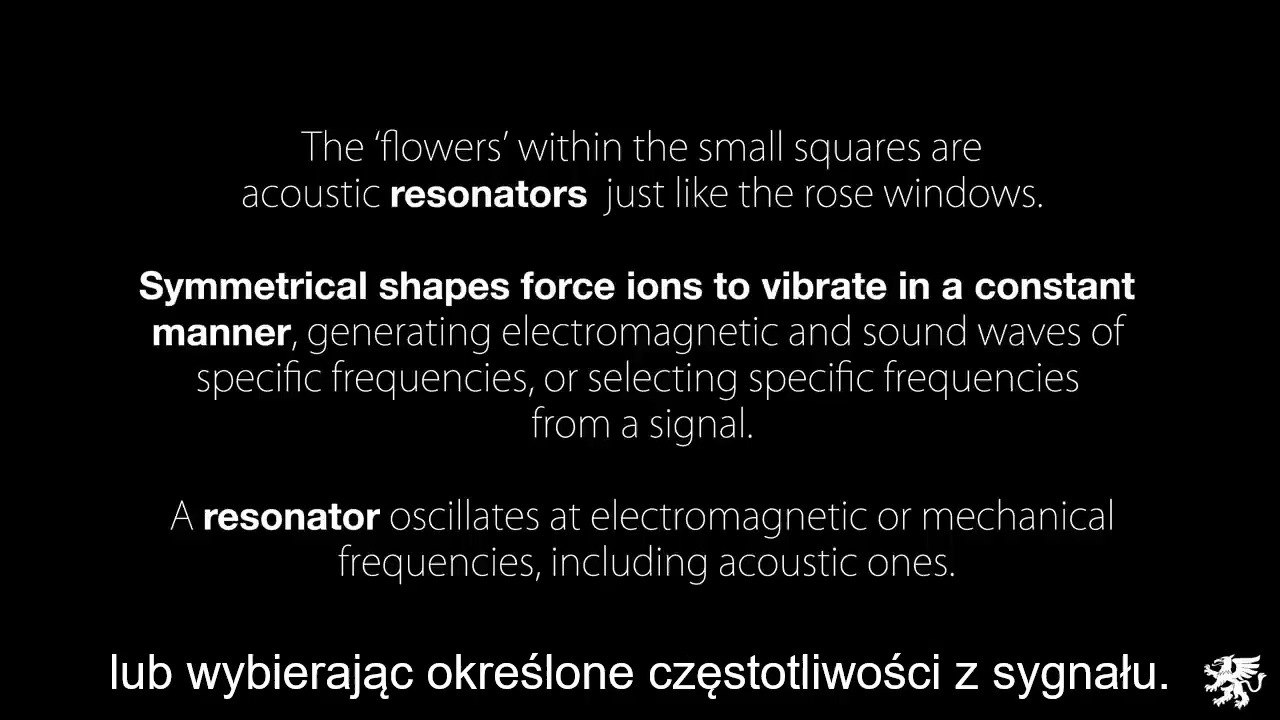 The ‘flowers’ within the small squares are
acoustic resonators just like the rose windows.
Symmetrical shapes force ions to vibrate in a constant
manner, generating electromagnetic and sound waves of
specific frequencies, or selecting specific frequencies
from a signal.
A resonator oscillates at electromagnetic or mechanical
frequencies, including acoustic ones.
lub wybierając określone częstotliwości z sygnału.